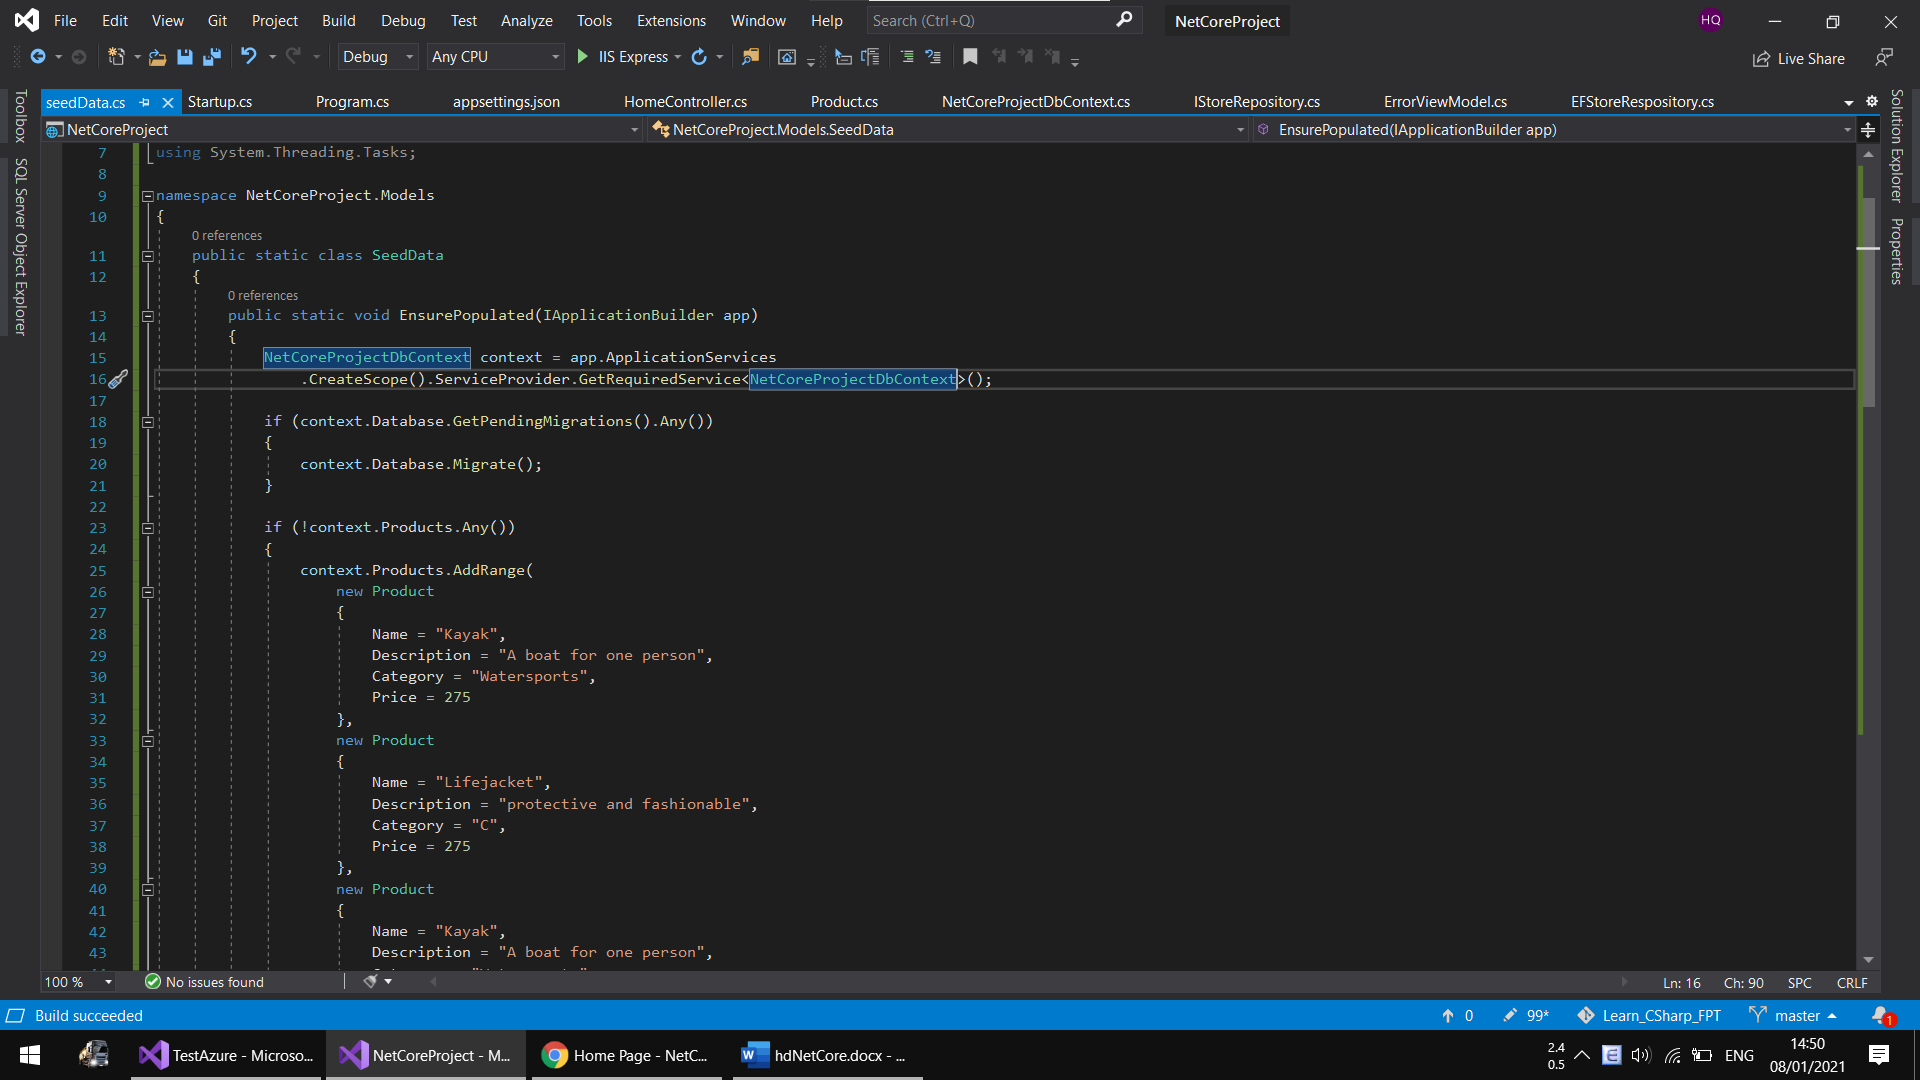 File Edit View Git Project Build Debug Test Analyze Tools Extensions Window Help Search (Ctrl+Q) NetCoreProject HQ
Debug Any CPU IIS Express Live Share
seedData.cs Startup.cs Program.cs appsettings.json HomeController.cs Product.cs NetCoreProjectDbContext.cs IStoreRepository.cs ErrorViewModel.cs EFStoreRespository.cs
NetCoreProject NetCoreProject.Models.SeedData EnsurePopulated(IApplicationBuilder app)
Toolbox
SQL Server Object Explorer
Solution Explorer
Properties
7 using System.Threading.Tasks;
8
9 namespace NetCoreProject.Models
10 {
0 references
11 public static class SeedData
12 {
0 references
13 public static void EnsurePopulated(IApplicationBuilder app)
14 {
15 NetCoreProjectDbContext context = app.ApplicationServices
16 .CreateScope().ServiceProvider.GetRequiredService<NetCoreProjectDbContext>();
17
18 if (context.Database.GetPendingMigrations().Any())
19 {
20 context.Database.Migrate();
21 }
22
23 if (!context.Products.Any())
24 {
25 context.Products.AddRange(
26 new Product
27 {
28 Name = "Kayak",
29 Description = "A boat for one person",
30 Category = "Watersports",
31 Price = 275
32 },
33 new Product
34 {
35 Name = "Lifejacket",
36 Description = "protective and fashionable",
37 Category = "C",
38 Price = 275
39 },
40 new Product
41 {
42 Name = "Kayak",
43 Description = "A boat for one person",
100 % No issues found Ln: 16 Ch: 90 SPC CRLF
Build succeeded 0 99* Learn_CSharp_FPT master 1
TestAzure - Microso... NetCoreProject - M... Home Page - NetC... hdNetCore.docx - ... 2.4 0.5 ENG 14:50
08/01/2021